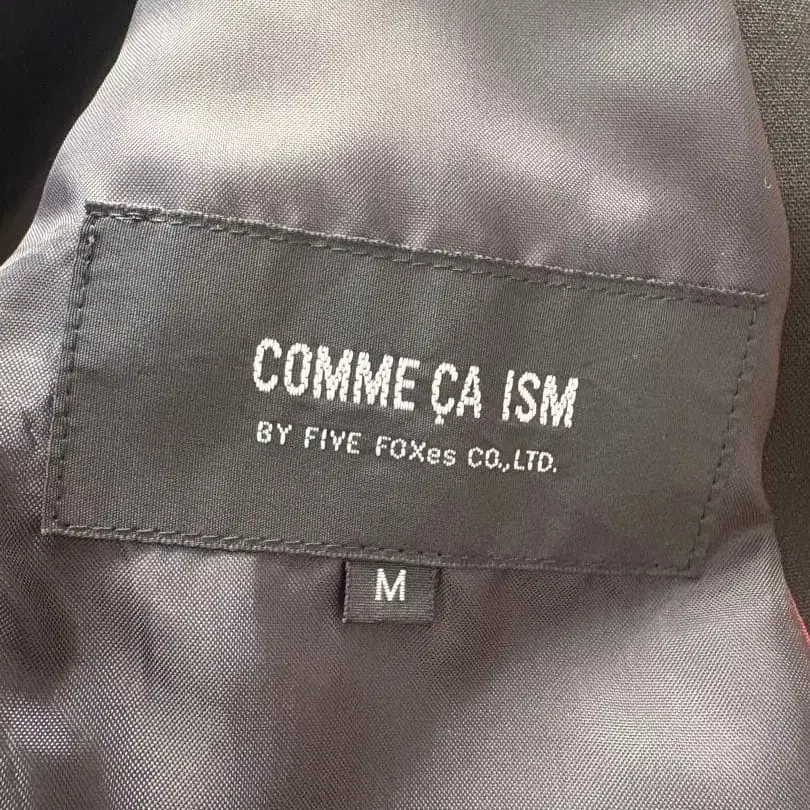 COMME ÇA ISM
BY FIVE FOXes CO.,LTD.
M